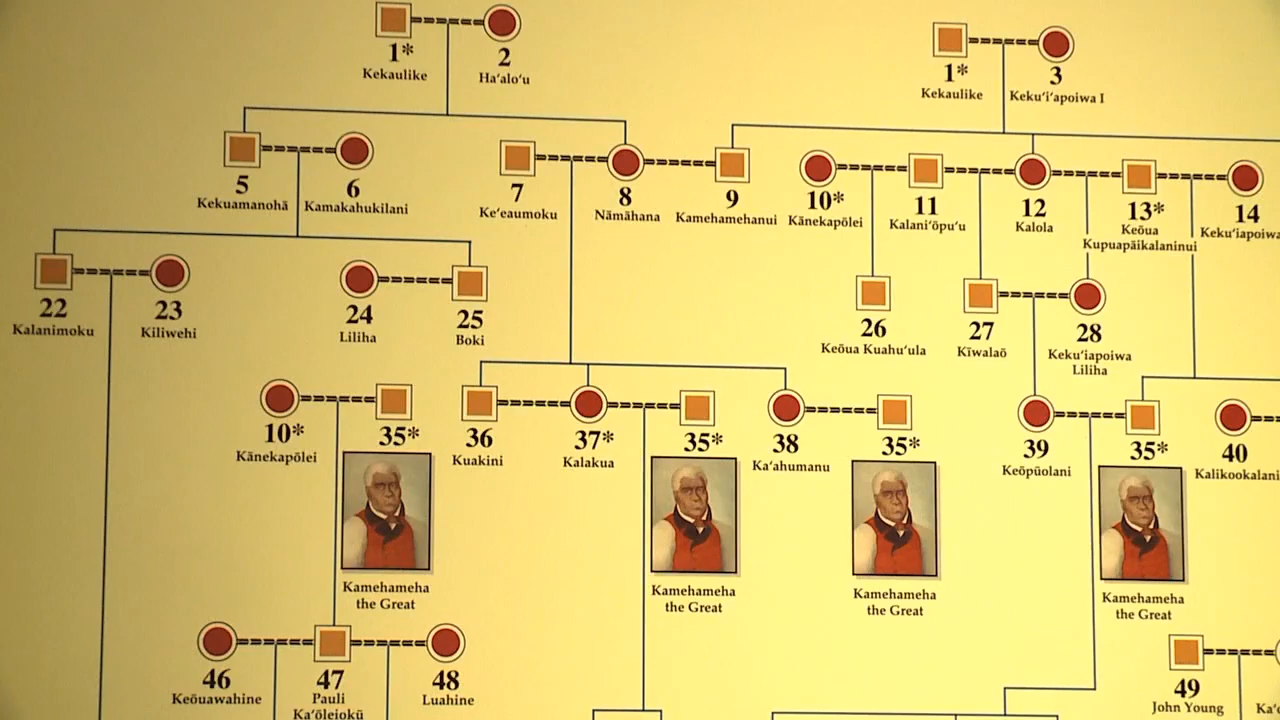 1*
Kekaulike
2
Haʻaloʻu
1*
Kekaulike
3
Kekuʻiʻapoiwa I
5
Kekuamanohā
6
Kamakahukilani
7
Keʻeaumoku
8
Nāmāhana
9
Kamehamehanui
10*
Kānekapōlei
11
Kalaniʻōpuʻu
12
Kalola
13*
Keōua
Kupuapāikalaninui
14
Kekuʻiapoiwa
22
Kalanimoku
23
Kiliwehi
24
Liliha
25
Boki
26
Keōua Kuahuʻula
27
Kīwalaō
28
Kekuʻiapoiwa
Liliha
10*
Kānekapōlei
35*
Kamehameha
the Great
36
Kuakini
37*
Kalakua
35*
Kamehameha
the Great
38
Kaʻahumanu
35*
Kamehameha
the Great
39
Keōpūolani
35*
Kamehameha
the Great
40
Kalikookalani
46
Keōuawahine
47
Pauli
Kaʻōleiokū
48
Luahine
49
John Young